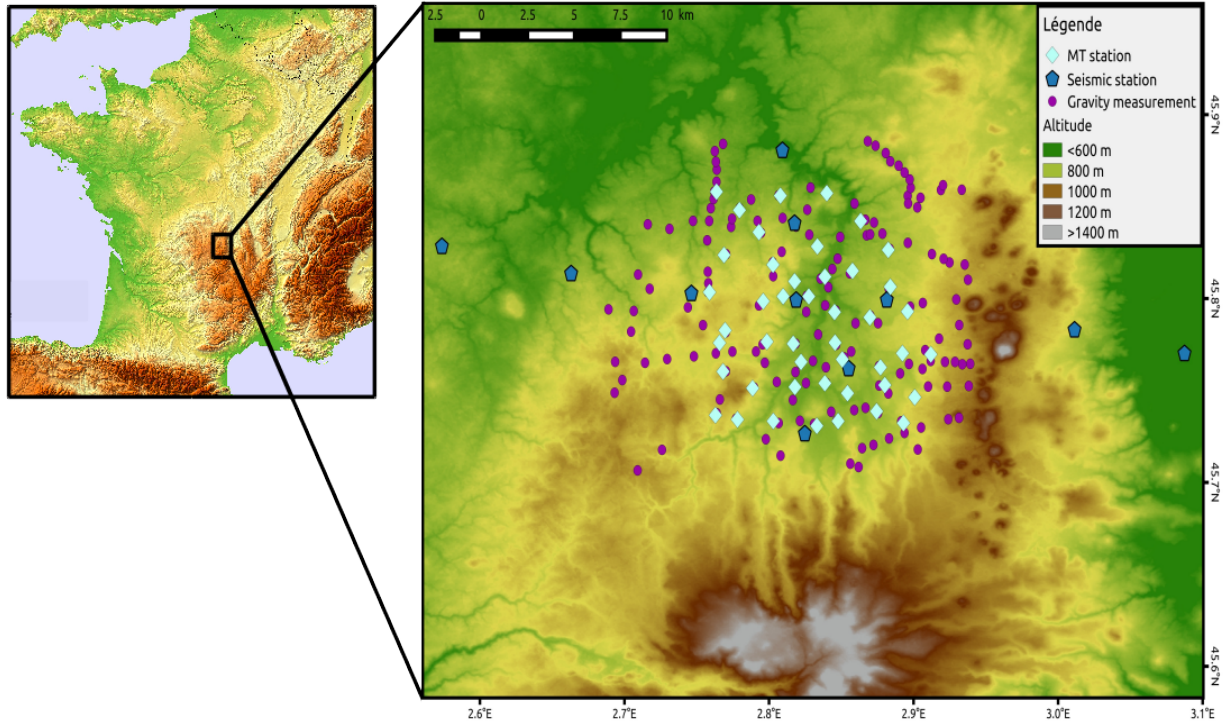 2.5 0 2.5 5 7.5 10 km
Légende
MT station
Seismic station
Gravity measurement
Altitude
<600 m
800 m
1000 m
1200 m
>1400 m
45.9°N
45.8°N
45.7°N
45.6°N
2.6°E 2.7°E 2.8°E 2.9°E 3.0°E 3.1°E